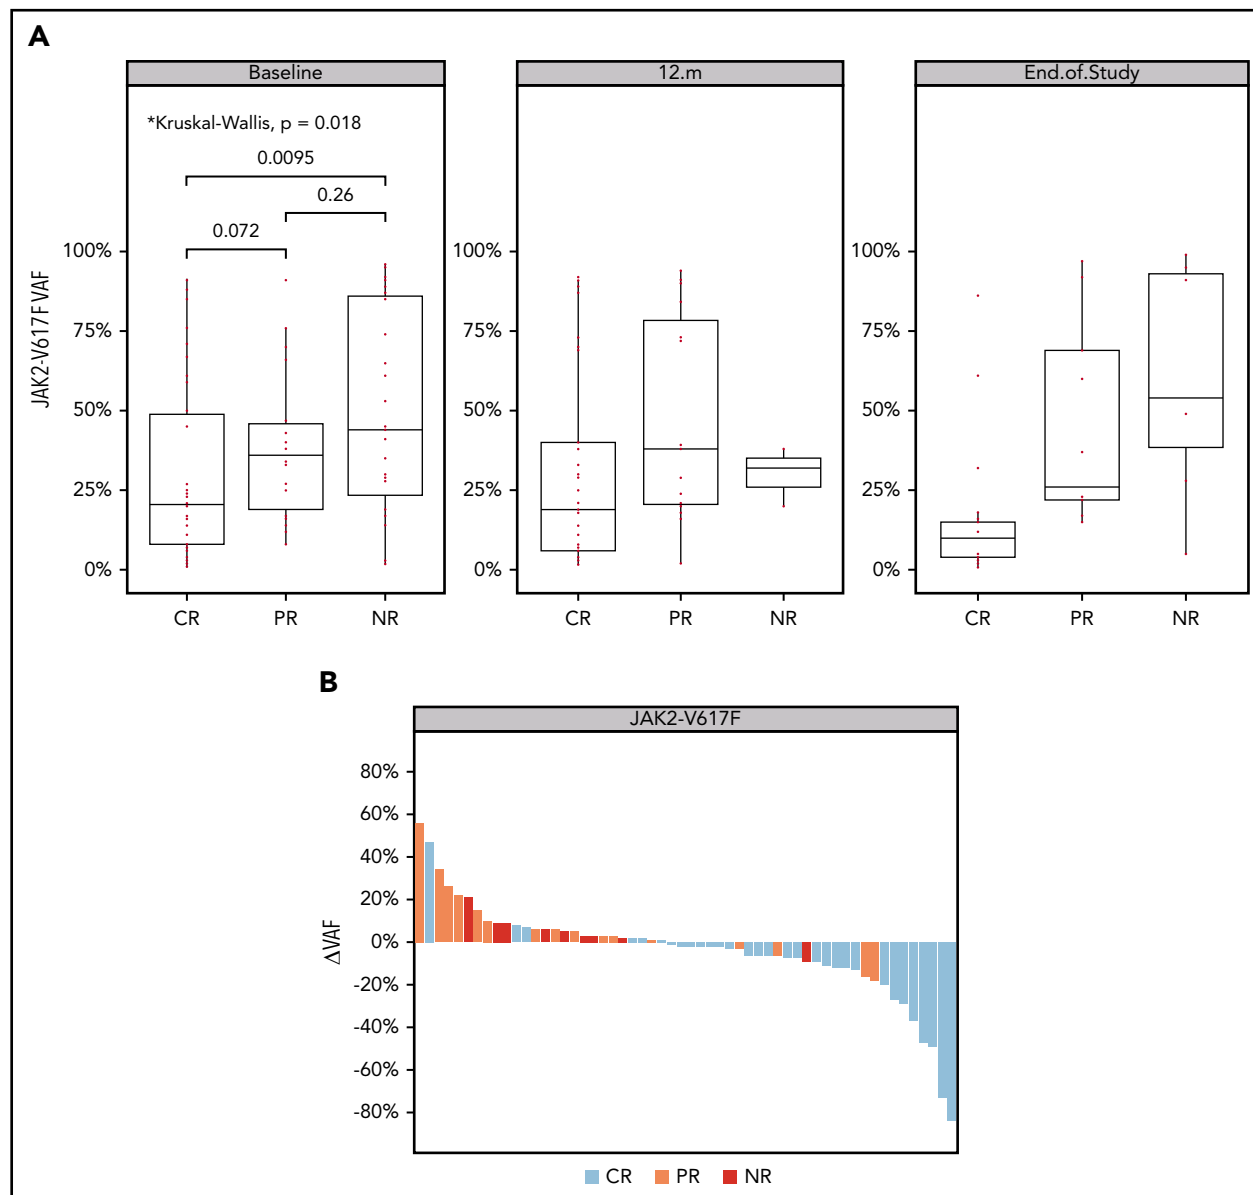 A
Baseline
12.m
End.of.Study
*Kruskal-Wallis, p = 0.018
0.0095
0.26
0.072
JAK2-V617F VAF
100%
75%
50%
25%
0%
CR PR NR
100%
75%
50%
25%
0%
CR PR NR
100%
75%
50%
25%
0%
CR PR NR
B
JAK2-V617F
ΔVAF
80%
60%
40%
20%
0%
-20%
-40%
-60%
-80%
CR PR NR